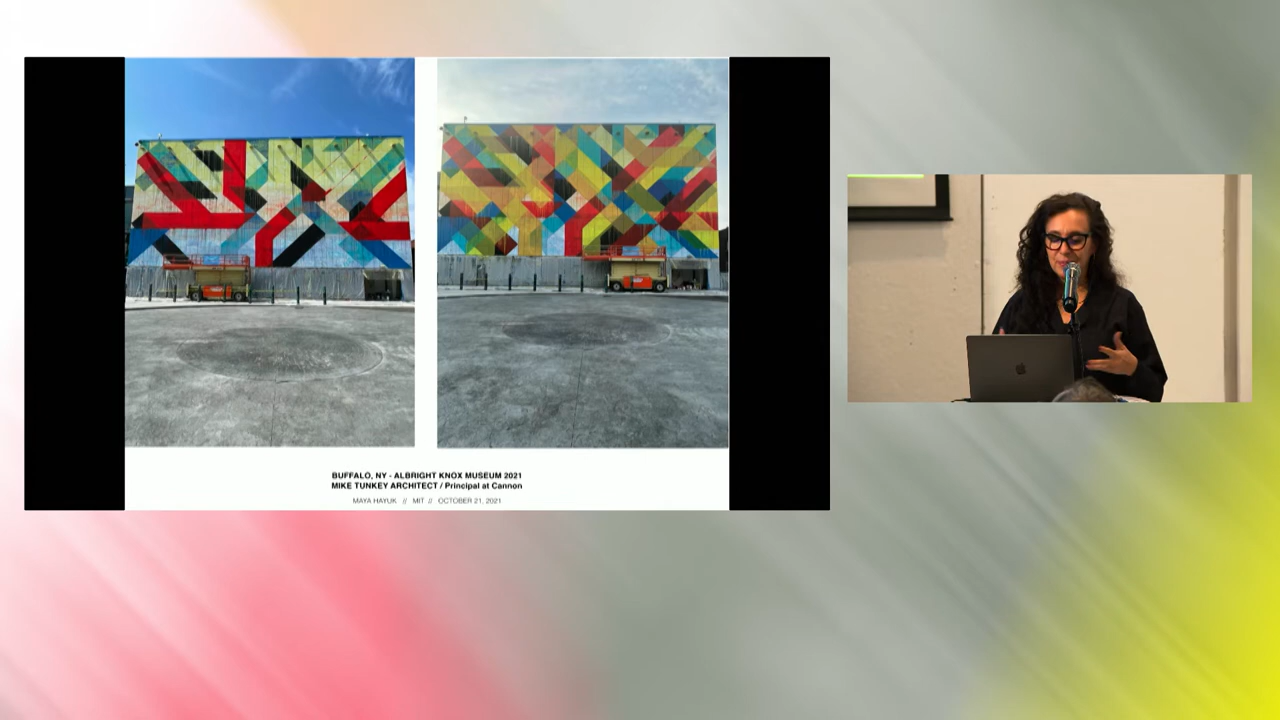 BUFFALO, NY - ALBRIGHT KNOX MUSEUM 2021
MIKE TUNKEY ARCHITECT / Principal at Cannon
MAYA HAYUK // MIT // OCTOBER 21, 2021